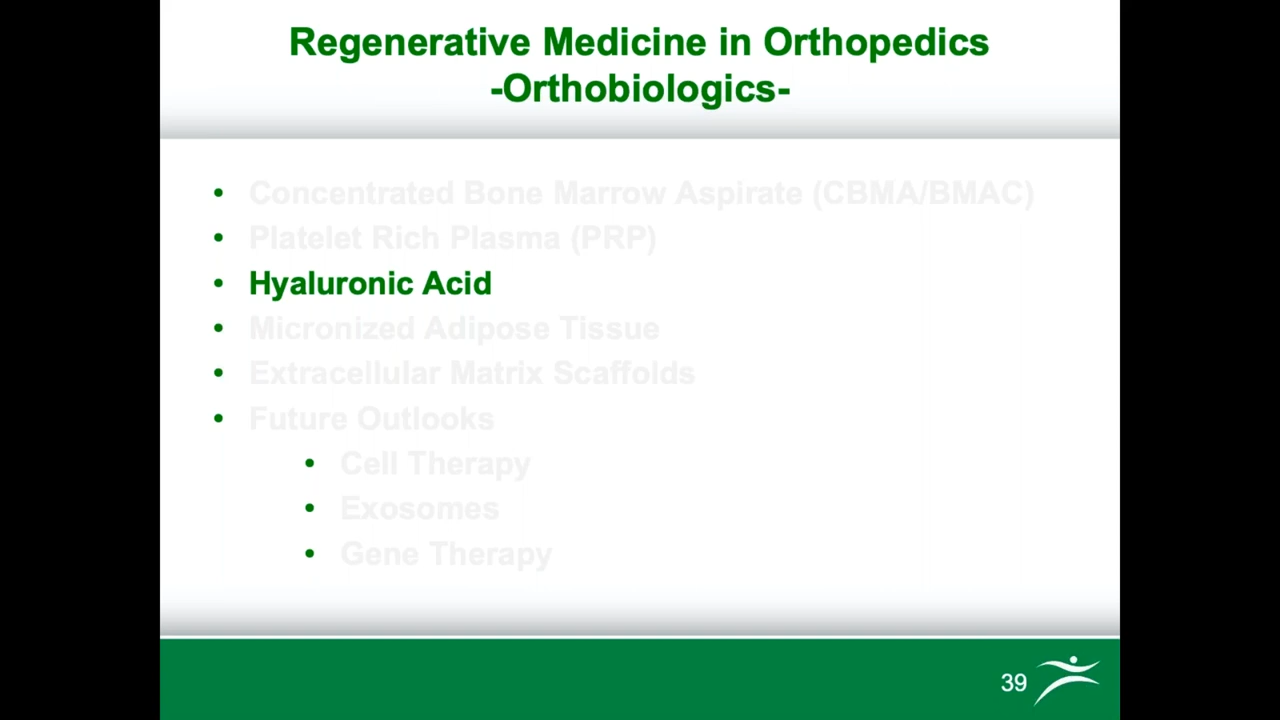 Regenerative Medicine in Orthopedics
-Orthobiologics-
• Concentrated Bone Marrow Aspirate (CBMA/BMAC)
• Platelet Rich Plasma (PRP)
• Hyaluronic Acid
• Micronized Adipose Tissue
• Extracellular Matrix Scaffolds
• Future Outlooks
• Cell Therapy
• Exosomes
• Gene Therapy
39